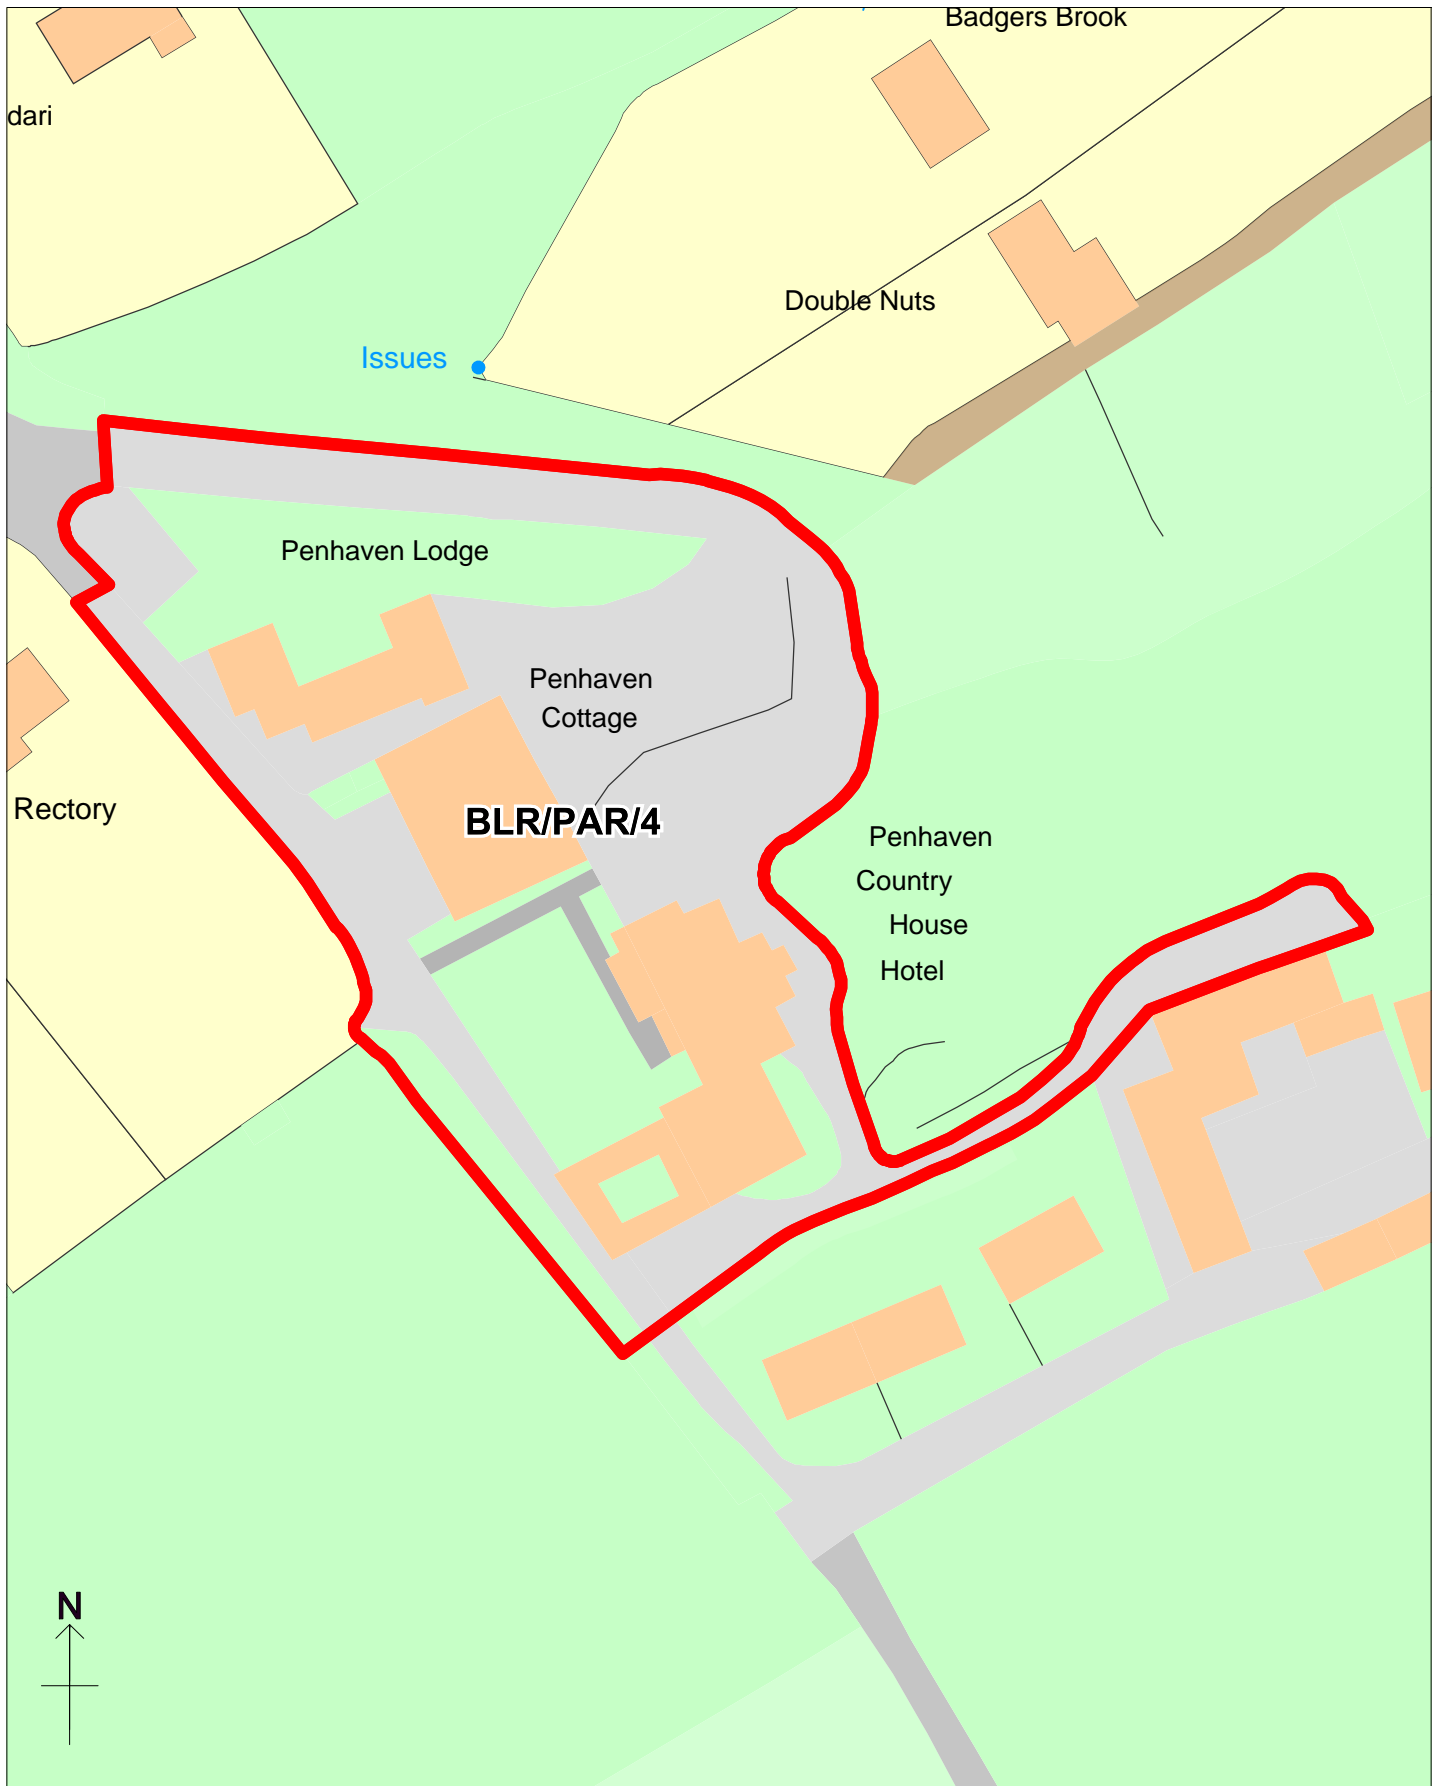 Badgers Brook
dari
Double Nuts
Issues
Penhaven Lodge
Penhaven
Cottage
Rectory
BLR/PAR/4
Penhaven
Country
House
Hotel
N